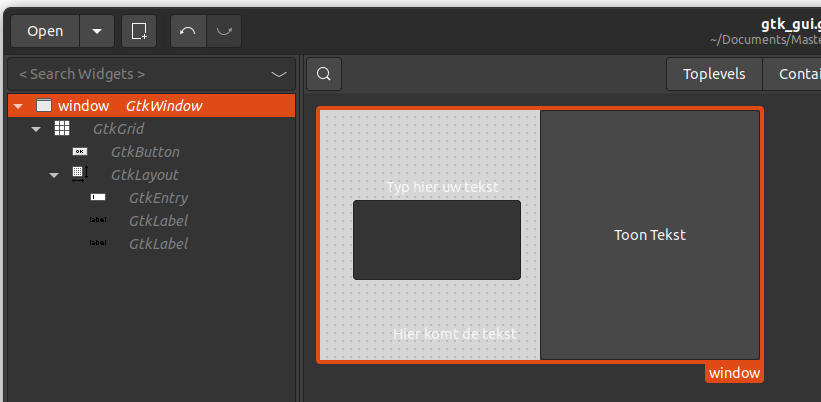 Open
gtk_gui.g
~/Documents/Maste
< Search Widgets >
Toplevels
Contai
window GtkWindow
GtkGrid
OK GtkButton
GtkLayout
GtkEntry
label GtkLabel
label GtkLabel
Typ hier uw tekst
Toon Tekst
Hier komt de tekst
window